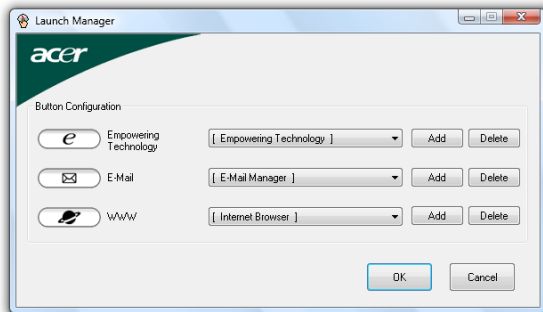 Launch Manager
acer
Button Configuration
e Empowering Technology [ Empowering Technology ] Add Delete
E-Mail [ E-Mail Manager ] Add Delete
WWW [ Internet Browser ] Add Delete
OK Cancel